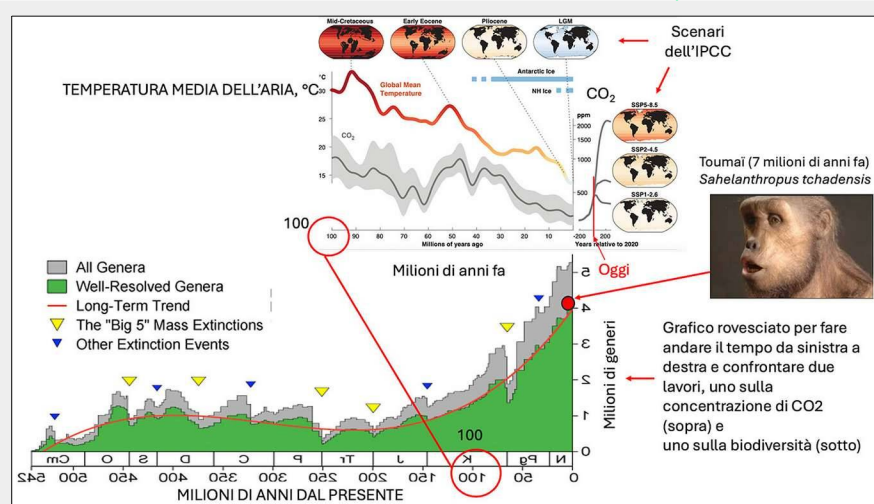 Mid-Cretaceous
Early Eocene
Pliocene
LGM
Scenari
dell'IPCC
TEMPERATURA MEDIA DELL'ARIA, °C
°C
30
25
20
15
Global Mean
Temperature
CO2
Antarctic Ice
NH Ice
CO2
ppm
2000
1500
1000
500
SSP5-8.5
SSP2-4.5
SSP1-2.6
100
100 90 80 70 60 50 40 30 20 10
Millions of years ago
-200 200
Years relative to 2020
Toumaï (7 milioni di anni fa)
Sahelanthropus tchadensis
Oggi
Milioni di anni fa
All Genera
Well-Resolved Genera
Long-Term Trend
The "Big 5" Mass Extinctions
Other Extinction Events
5
4
3
2
1
0
Milioni di generi
Grafico rovesciato per fare
andare il tempo da sinistra a
destra e confrontare due
lavori, uno sulla
concentrazione di CO2
(sopra) e
uno sulla biodiversità (sotto)
100
Cm O S D C P Tr J K Pg N
542 500 450 400 350 300 250 200 150 100 50 0
MILIONI DI ANNI DAL PRESENTE